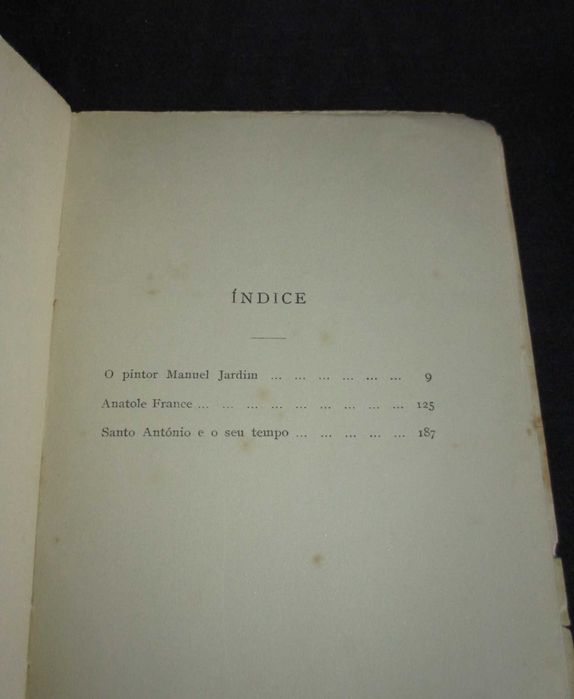 ÍNDICE
O pintor Manuel Jardim ... ... ... ... ... ... 9
Anatole France ... ... ... ... ... ... ... ... ... 125
Santo António e o seu tempo ... ... ... ... ... 187